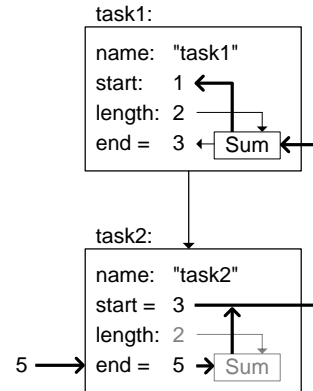 task1:
name: "task1"
start: 1
length: 2
end = 3 Sum
task2:
name: "task2"
start = 3
length: 2
5 end = 5 Sum